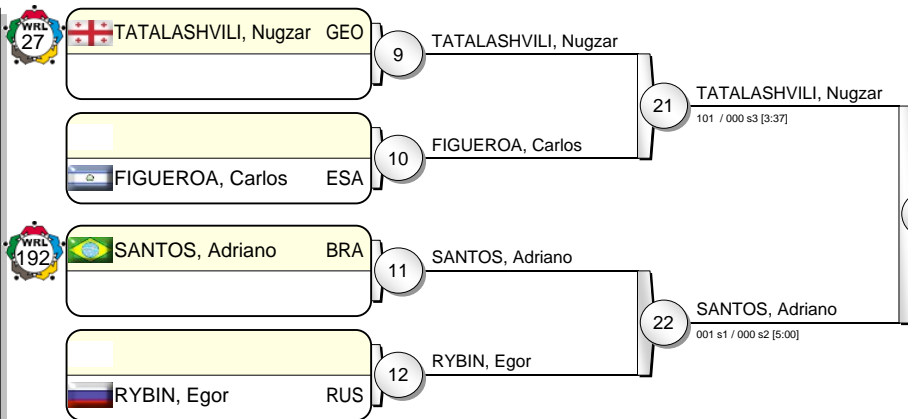 WRL
27
TATALASHVILI, Nugzar GEO
9
TATALASHVILI, Nugzar
21
TATALASHVILI, Nugzar
101 / 000 s3 [3:37]
10
FIGUEROA, Carlos
FIGUEROA, Carlos ESA
WRL
192
SANTOS, Adriano BRA
11
SANTOS, Adriano
22
SANTOS, Adriano
001 s1 / 000 s2 [5:00]
12
RYBIN, Egor
RYBIN, Egor RUS